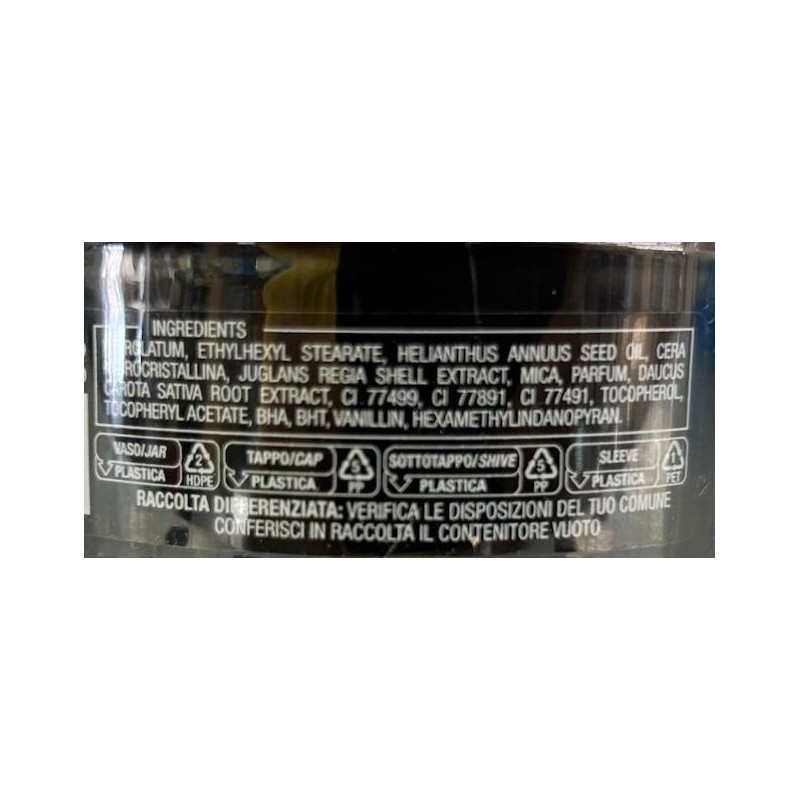 INGREDIENTS
ROLATUM, ETHYLHEXYL STEARATE, HELIANTHUS ANNUUS SEED OIL, CERA
ROCRISTALLINA, JUGLANS REGIA SHELL EXTRACT, MICA, PARFUM, DAUCUS
CAROTA SATIVA ROOT EXTRACT, CI 77499, CI 77891, CI 77491, TOCOPHEROL,
TOCOPHERYL ACETATE, BHA, BHT, VANILLIN, HEXAMETHYLINDANOPYRAN.
VASO/JAR PLASTICA 2 HDPE
TAPPO/CAP PLASTICA 5 PP
SOTTOTAPPO/SHIVE PLASTICA 5 PP
SLEEVE PLASTICA 1 PET
RACCOLTA DIFFERENZIATA: VERIFICA LE DISPOSIZIONI DEL TUO COMUNE
CONFERISCI IN RACCOLTA IL CONTENITORE VUOTO